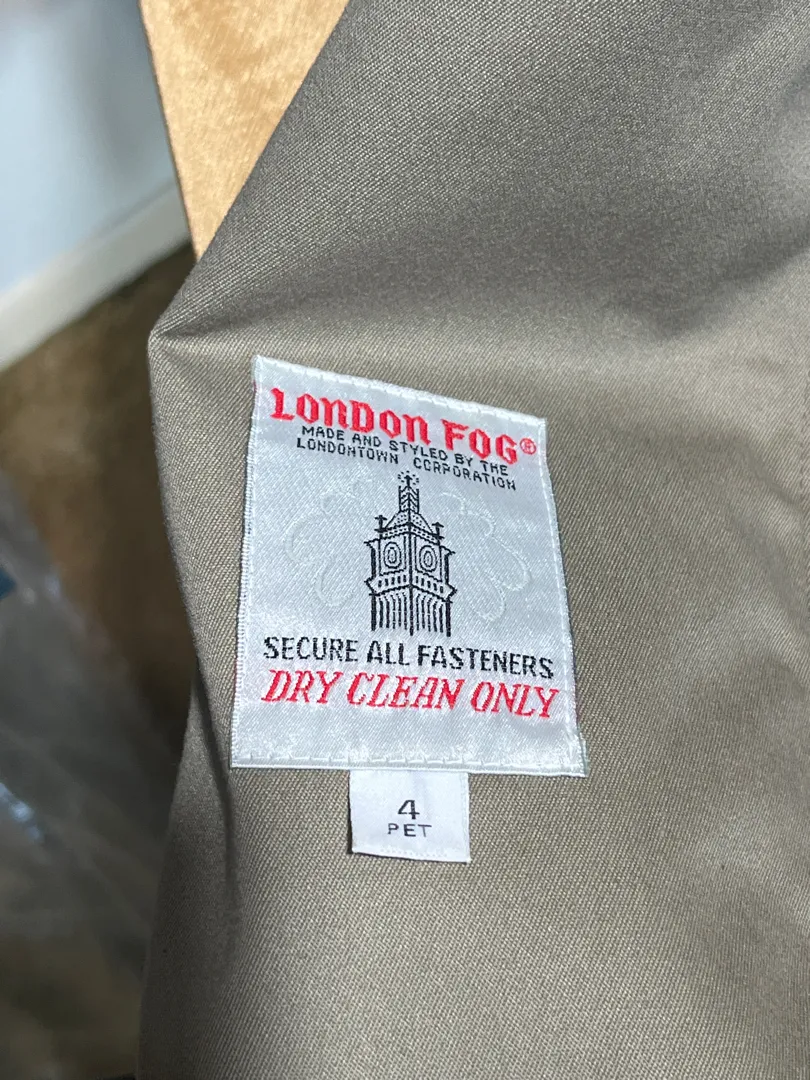 LONDON FOG®
MADE AND STYLED BY THE
LONDONTOWN CORPORATION
SECURE ALL FASTENERS
DRY CLEAN ONLY
4
PET